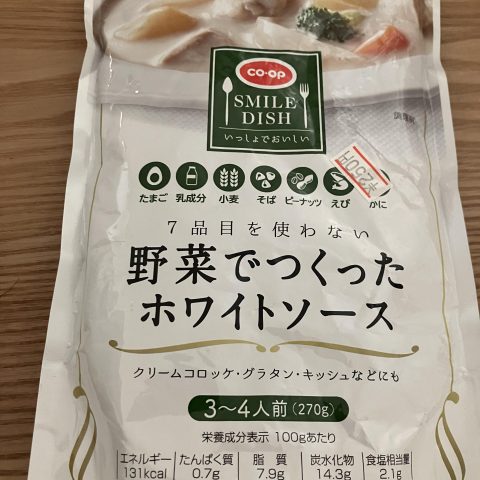 CO・OP
SMILE
DISH
いっしょでおいしい
¥250円
たまご 乳成分 小麦 そば ピーナッツ えび かに
7品目を使わない
野菜でつくった
ホワイトソース
クリームコロッケ・グラタン・キッシュなどにも
3～4人前(270g)
栄養成分表示 100gあたり
エネルギー たんぱく質 脂質 炭水化物 食塩相当量
131kcal 0.7g 7.9g 14.3g 2.1g